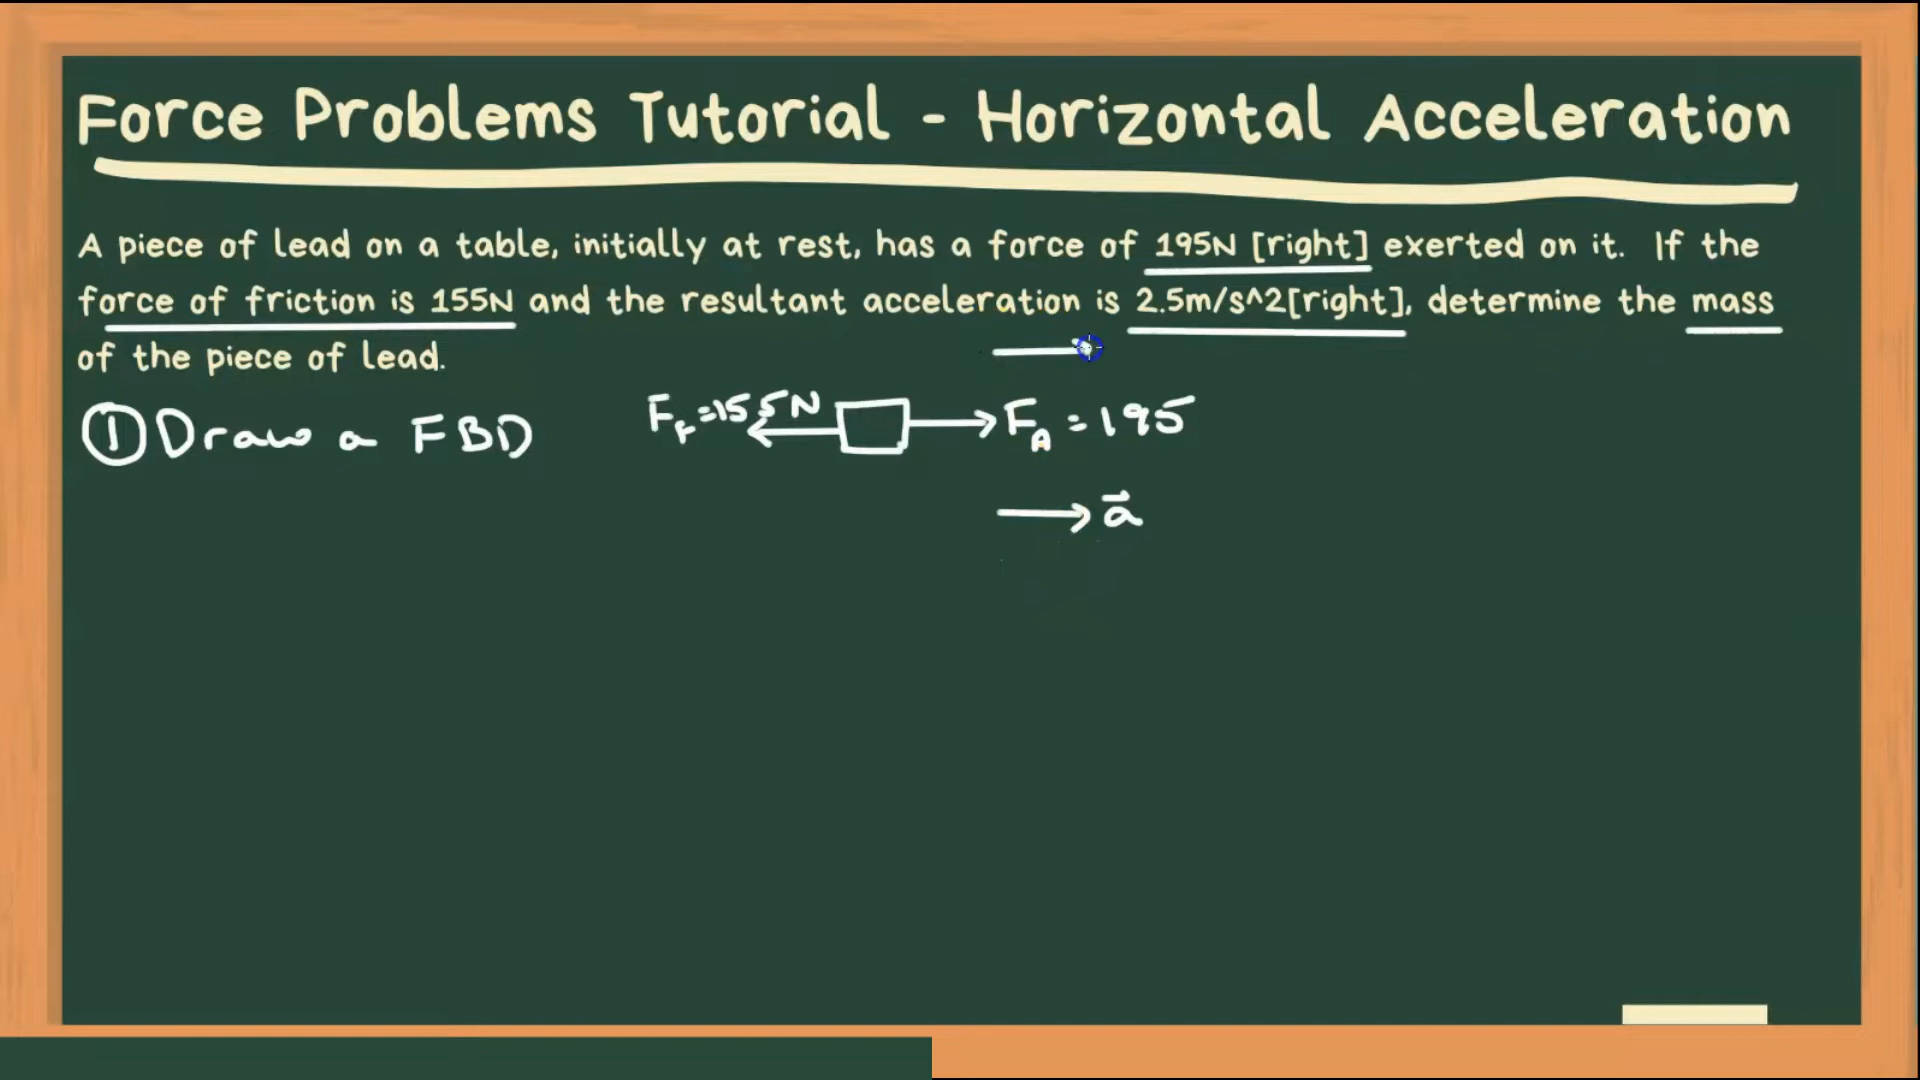 Force Problems Tutorial - Horizontal Acceleration
A piece of lead on a table, initially at rest, has a force of 195N [right] exerted on it. If the
force of friction is 155N and the resultant acceleration is 2.5m/s^2[right], determine the mass
of the piece of lead.
① Draw a FBD
F_F = 155N
F_A = 195
a⃗